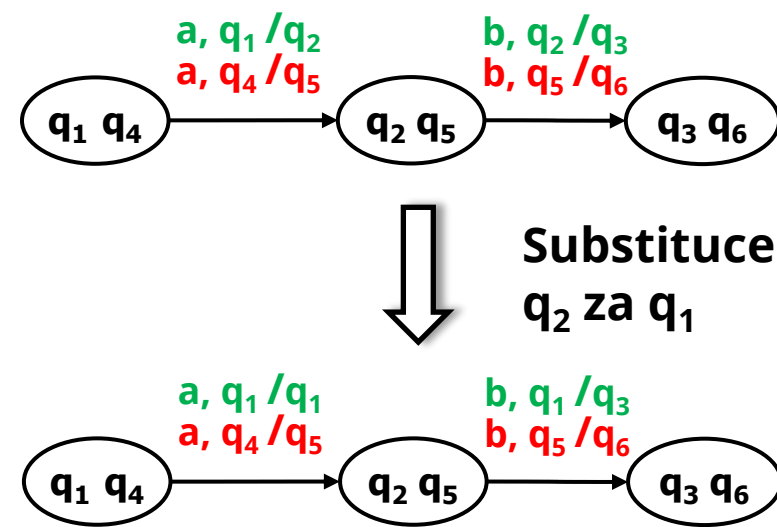 a, q₁ /q₂
a, q₄ /q₅
b, q₂ /q₃
b, q₅ /q₆
q₁ q₄
q₂ q₅
q₃ q₆
Substituce
q₂ za q₁
a, q₁ /q₁
a, q₄ /q₅
b, q₁ /q₃
b, q₅ /q₆
q₁ q₄
q₂ q₅
q₃ q₆